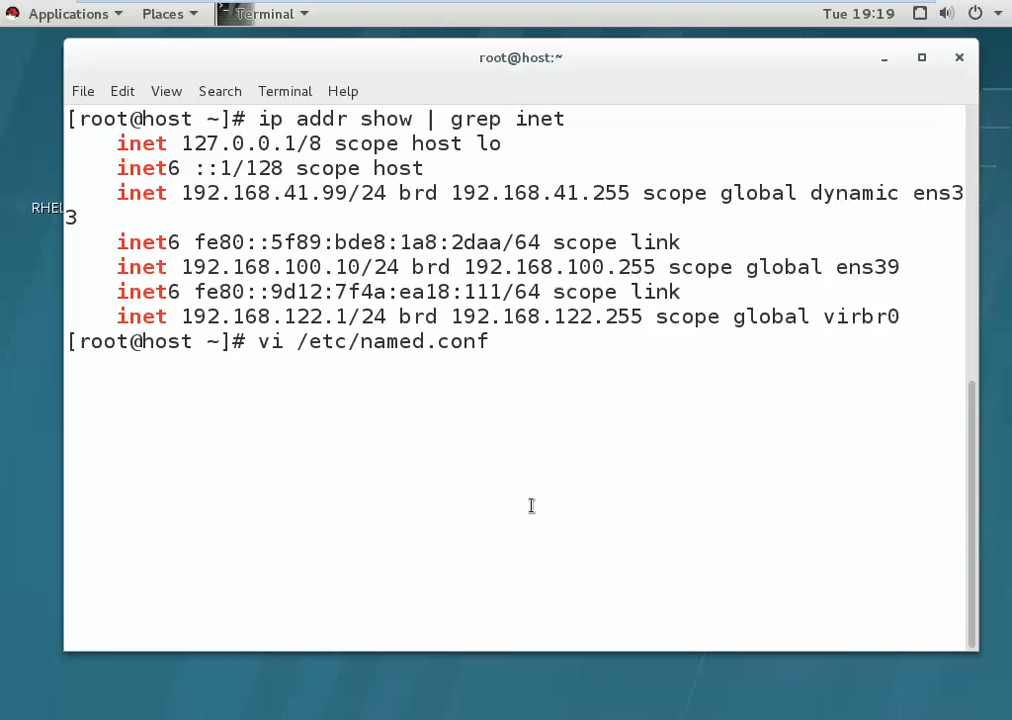 Applications Places Terminal Tue 19:19
root@host:~
File Edit View Search Terminal Help
[root@host ~]# ip addr show | grep inet
inet 127.0.0.1/8 scope host lo
inet6 ::1/128 scope host
inet 192.168.41.99/24 brd 192.168.41.255 scope global dynamic ens3
3
inet6 fe80::5f89:bde8:1a8:2daa/64 scope link
inet 192.168.100.10/24 brd 192.168.100.255 scope global ens39
inet6 fe80::9d12:7f4a:ea18:111/64 scope link
inet 192.168.122.1/24 brd 192.168.122.255 scope global virbr0
[root@host ~]# vi /etc/named.conf
RHEL